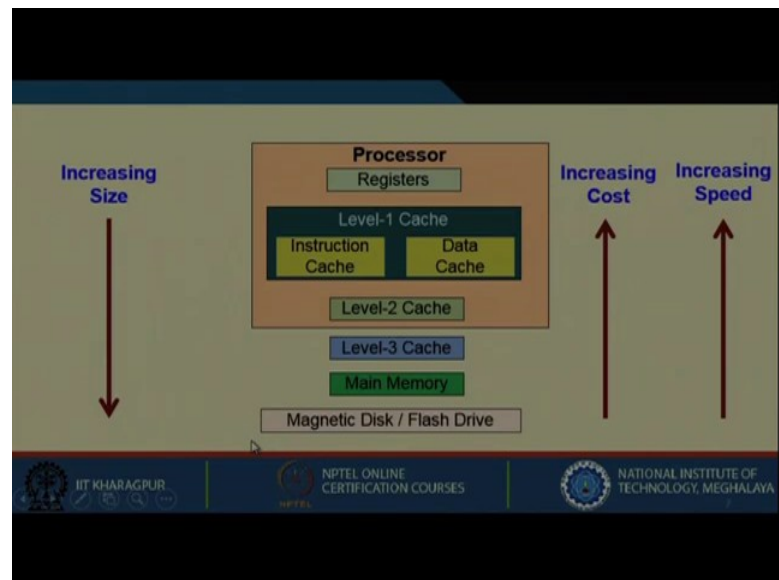 Processor
Registers
Level-1 Cache
Instruction
Cache
Data
Cache
Level-2 Cache
Level-3 Cache
Main Memory
Magnetic Disk / Flash Drive
Increasing
Size
Increasing
Cost
Increasing
Speed
IIT KHARAGPUR
NPTEL
NPTEL ONLINE
CERTIFICATION COURSES
NATIONAL INSTITUTE OF
TECHNOLOGY, MEGHALAYA